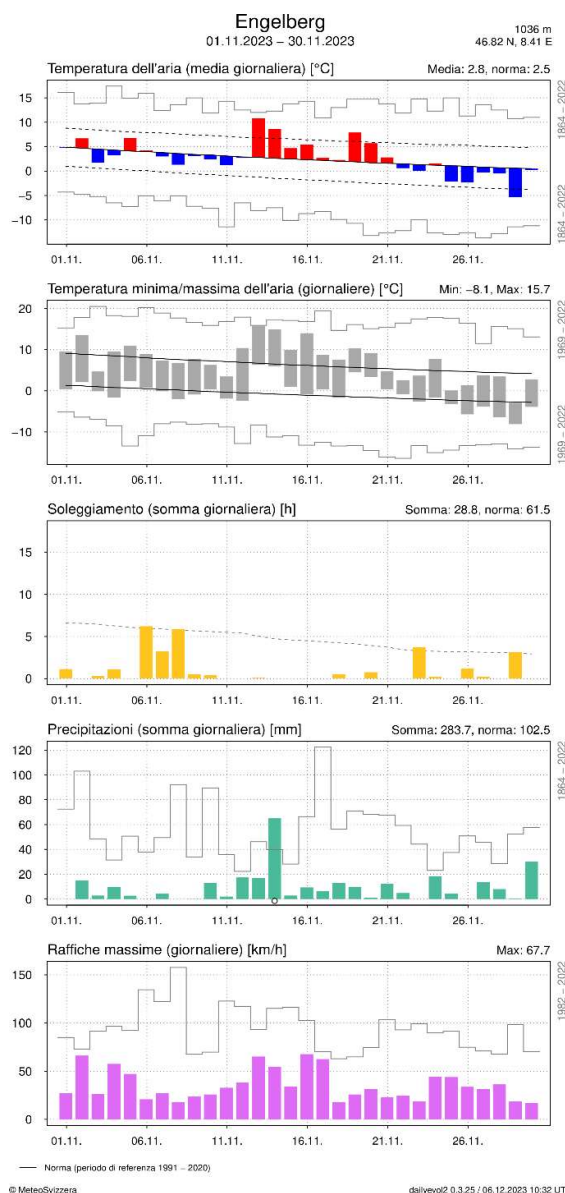 Engelberg
01.11.2023 – 30.11.2023
1036 m
46.82 N, 8.41 E
Temperatura dell'aria (media giornaliera) [°C]
Media: 2.8, norma: 2.5
15
10
5
0
−5
−10
1864 – 2022
1864 – 2022
01.11. 06.11. 11.11. 16.11. 21.11. 26.11.
Temperatura minima/massima dell'aria (giornaliere) [°C]
Min: −8.1, Max: 15.7
20
10
0
−10
1969 – 2022
1969 – 2022
01.11. 06.11. 11.11. 16.11. 21.11. 26.11.
Soleggiamento (somma giornaliera) [h]
Somma: 28.8, norma: 61.5
15
10
5
0
01.11. 06.11. 11.11. 16.11. 21.11. 26.11.
Precipitazioni (somma giornaliera) [mm]
Somma: 283.7, norma: 102.5
120
100
80
60
40
20
0
1864 – 2022
01.11. 06.11. 11.11. 16.11. 21.11. 26.11.
Raffiche massime (giornaliere) [km/h]
Max: 67.7
150
100
50
0
1982 – 2022
01.11. 06.11. 11.11. 16.11. 21.11. 26.11.
Norma (periodo di referenza 1991 – 2020)
© MeteoSvizzera
dailyevol2 0.3.25 / 06.12.2023 10:32 UT